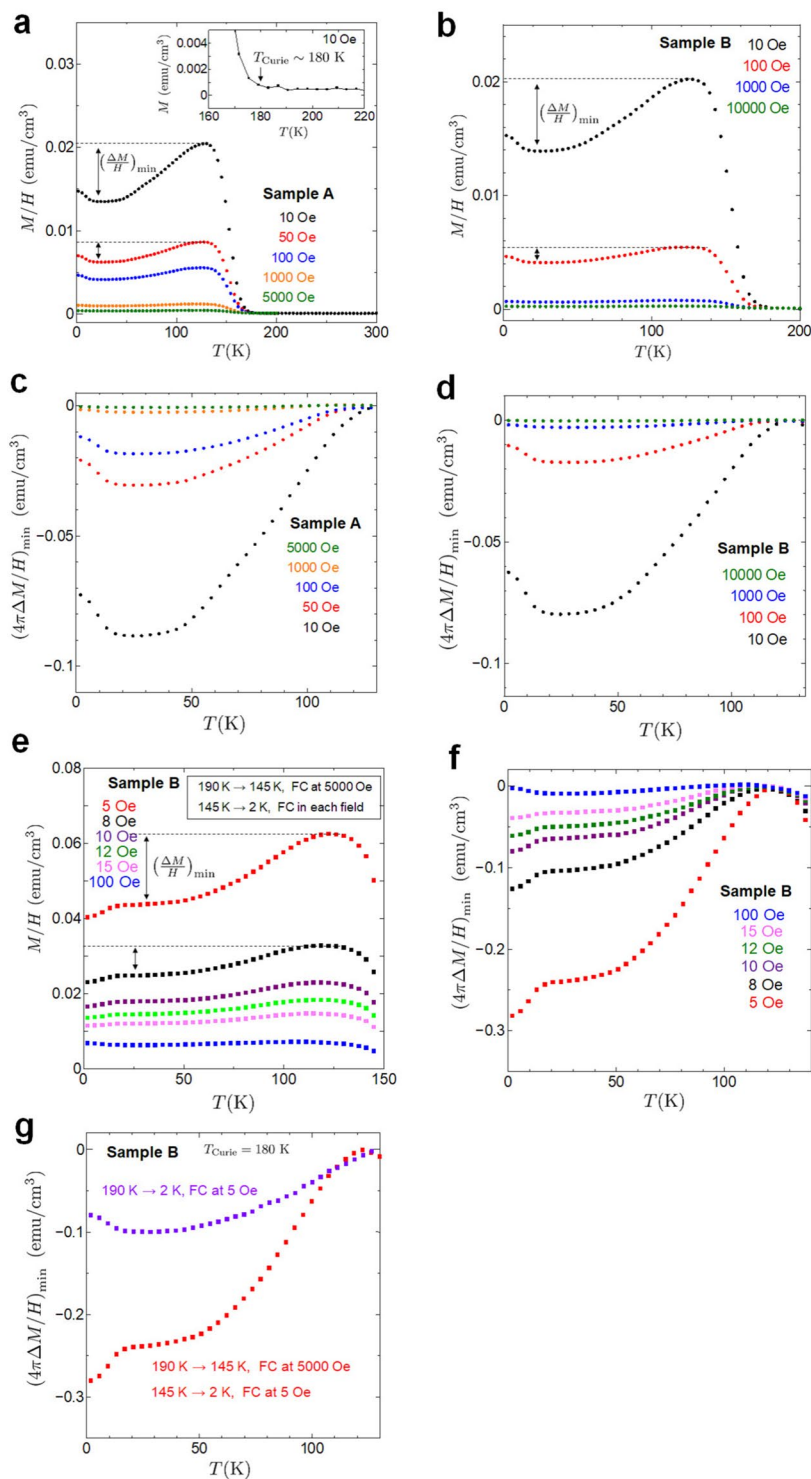 a
M/H (emu/cm³)
0.03
0.02
0.01
0
0
100
200
300
T(K)
(ΔM/H)min
Sample A
10 Oe
50 Oe
100 Oe
1000 Oe
5000 Oe
M (emu/cm³)
0.004
0.002
0
160
180
200
220
T(K)
10 Oe
TCurie ∼ 180 K
b
M/H (emu/cm³)
0.02
0.01
0
0
100
200
T(K)
(ΔM/H)min
Sample B
10 Oe
100 Oe
1000 Oe
10000 Oe
c
(4πΔM/H)min (emu/cm³)
0
−0.05
−0.1
0
50
100
T(K)
Sample A
5000 Oe
1000 Oe
100 Oe
50 Oe
10 Oe
d
(4πΔM/H)min (emu/cm³)
0
−0.05
−0.1
0
50
100
T(K)
Sample B
10000 Oe
1000 Oe
100 Oe
10 Oe
e
M/H (emu/cm³)
0.08
0.06
0.04
0.02
0
0
50
100
150
T(K)
Sample B
5 Oe
8 Oe
10 Oe
12 Oe
15 Oe
100 Oe
190 K → 145 K, FC at 5000 Oe
145 K → 2 K, FC in each field
(ΔM/H)min
f
(4πΔM/H)min (emu/cm³)
0
−0.1
−0.2
−0.3
0
50
100
T(K)
Sample B
100 Oe
15 Oe
12 Oe
10 Oe
8 Oe
5 Oe
g
(4πΔM/H)min (emu/cm³)
0
−0.1
−0.2
−0.3
0
50
100
T(K)
Sample B TCurie = 180 K
190 K → 2 K, FC at 5 Oe
190 K → 145 K, FC at 5000 Oe
145 K → 2 K, FC at 5 Oe